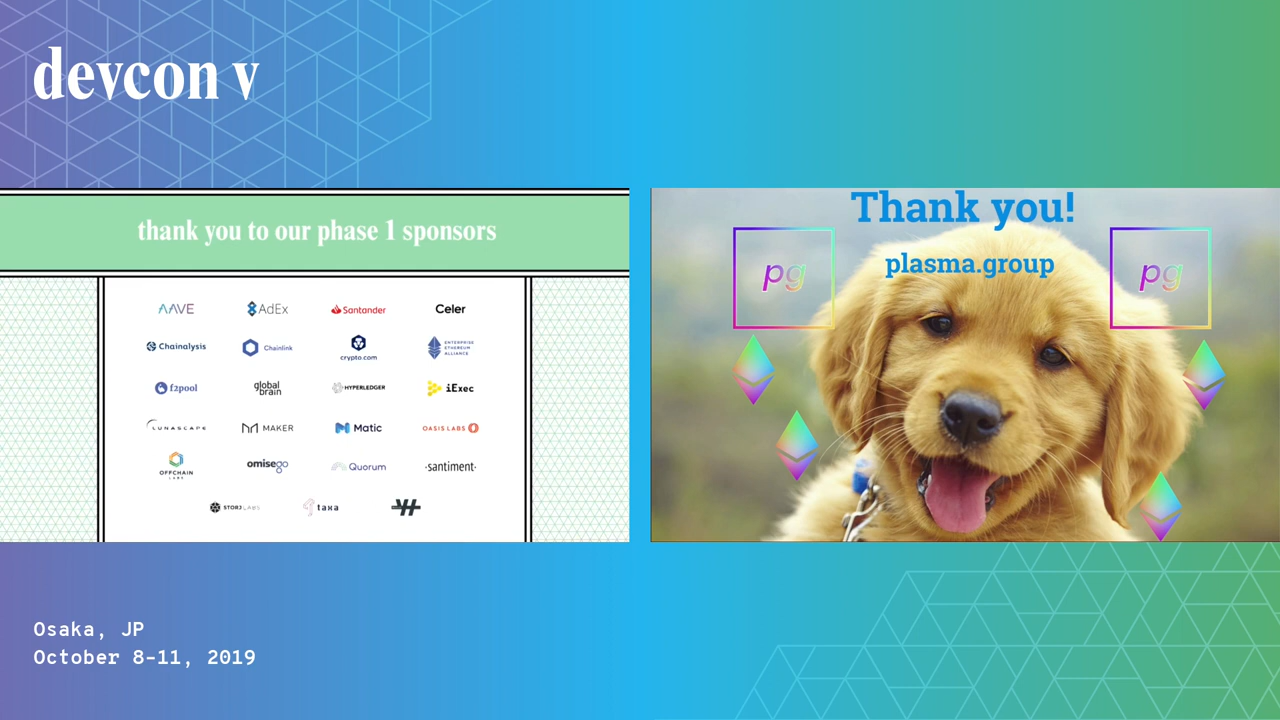 devcon v
thank you to our phase 1 sponsors
AAVE AdEx Santander Celer
Chainalysis Chainlink crypto.com ENTERPRISE
ETHEREUM
ALLIANCE
f2pool global
brain HYPERLEDGER iExec
LUNASCAPE MAKER Matic OASIS LABS
OFFCHAIN
LABS omisego Quorum ·santiment·
STORJ LABS taxa
Thank you!
plasma.group
pg pg
Osaka, JP
October 8-11, 2019